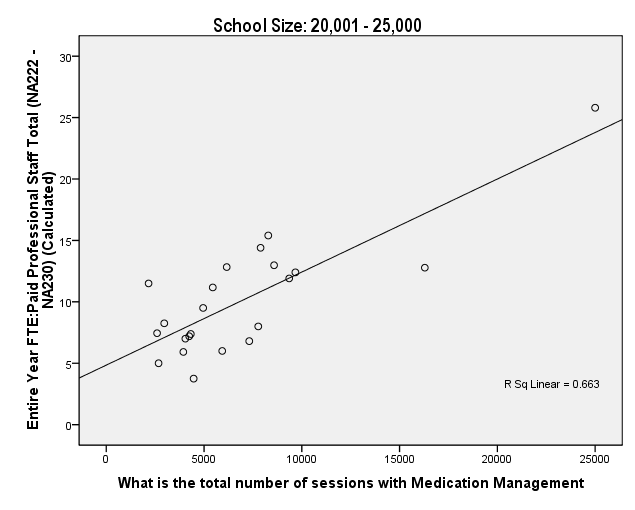 School Size: 20,001 - 25,000
Entire Year FTE:Paid Professional Staff Total (NA222 -
NA230) (Calculated)
30
25
20
15
10
5
0
R Sq Linear = 0.663
0 5000 10000 15000 20000 25000
What is the total number of sessions with Medication Management